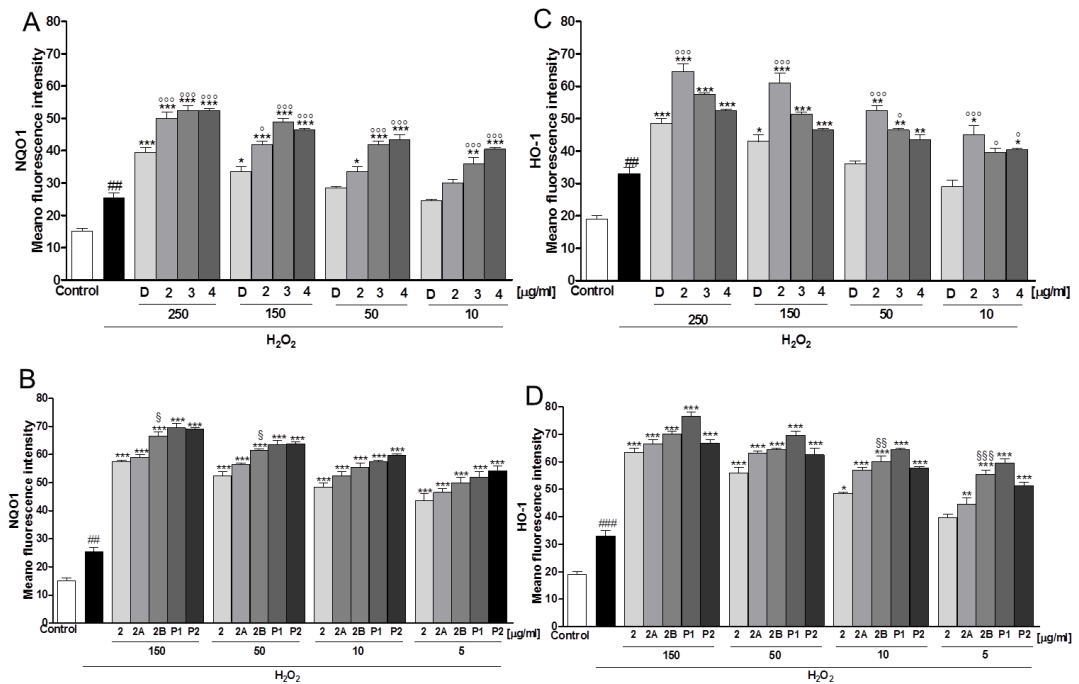 A
NQO1
Meano fluorescence intensity
80
70
60
50
40
30
20
10
0
##
***
°°°
***
°°°
***
°°°
***
*
°
***
°°°
***
°°°
***
*
°°°
***
°°°
***
°°°
**
°°°
***
Control
D 2 3 4 D 2 3 4 D 2 3 4 D 2 3 4 [µg/ml]
250 150 50 10
H₂O₂
C
HO-1
Meano fluorescence intensity
80
70
60
50
40
30
20
10
0
##
***
°°°
***
***
***
*
°°°
***
***
***
°°°
**
°
**
**
°°°
*
°
°
*
Control
D 2 3 4 D 2 3 4 D 2 3 4 D 2 3 4 [µg/ml]
250 150 50 10
H₂O₂
B
NQO1
Meano fluorescence intensity
80
70
60
50
40
30
20
10
0
##
*** *** § *** *** ***
*** *** § *** *** ***
*** *** *** *** ***
*** *** *** *** ***
Control
2 2A 2B P1 P2 2 2A 2B P1 P2 2 2A 2B P1 P2 2 2A 2B P1 P2 [µg/ml]
150 50 10 5
H₂O₂
D
HO-1
Meano fluorescence intensity
80
70
60
50
40
30
20
10
0
###
*** *** *** *** ***
*** *** *** *** ***
* *** §§ *** *** ***
** §§§ *** *** ***
Control
2 2A 2B P1 P2 2 2A 2B P1 P2 2 2A 2B P1 P2 2 2A 2B P1 P2 [µg/ml]
150 50 10 5
H₂O₂